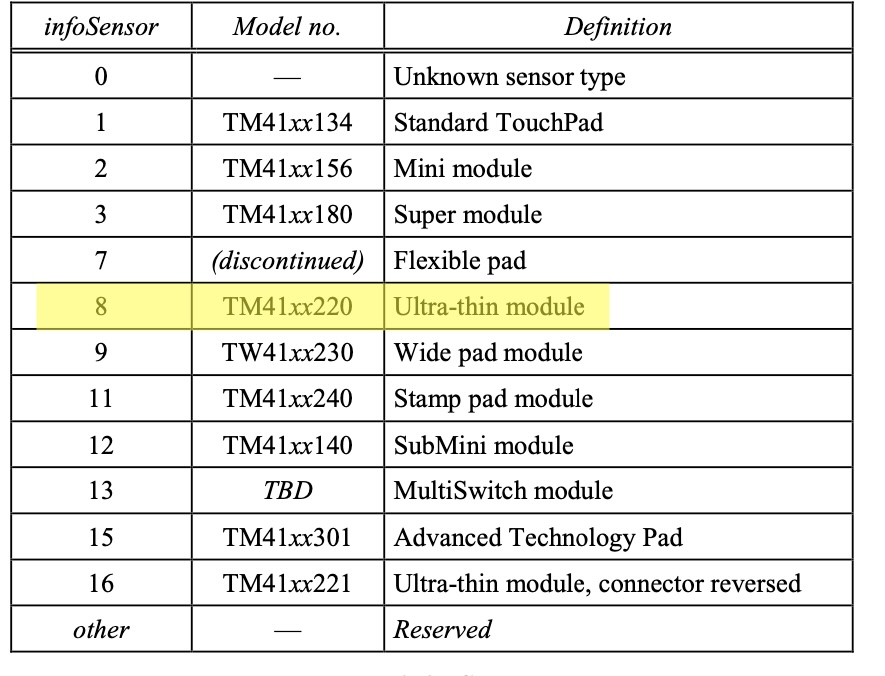 infoSensor Model no. Definition
0 — Unknown sensor type
1 TM41xx134 Standard TouchPad
2 TM41xx156 Mini module
3 TM41xx180 Super module
7 (discontinued) Flexible pad
8 TM41xx220 Ultra-thin module
9 TW41xx230 Wide pad module
11 TM41xx240 Stamp pad module
12 TM41xx140 SubMini module
13 TBD MultiSwitch module
15 TM41xx301 Advanced Technology Pad
16 TM41xx221 Ultra-thin module, connector reversed
other — Reserved